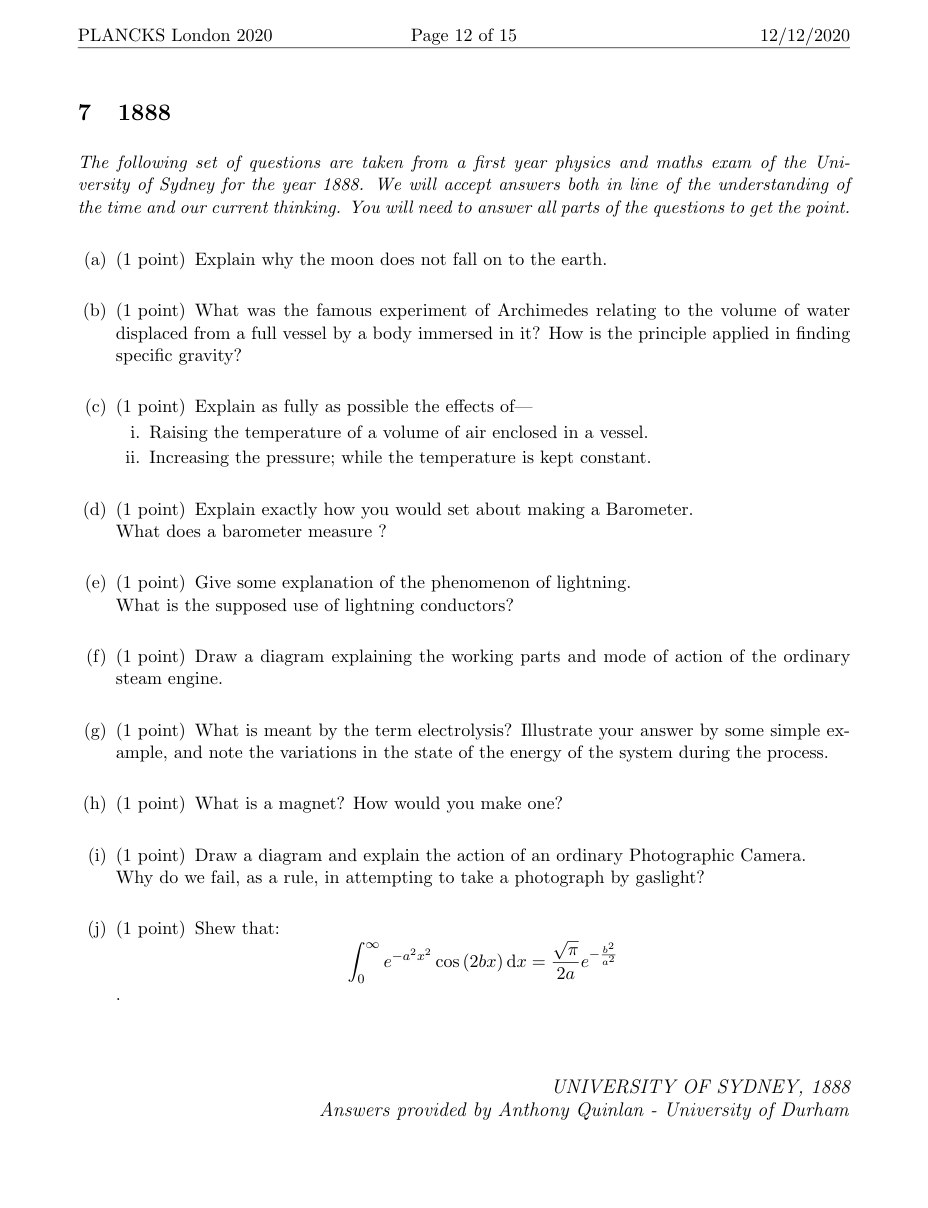 PLANCKS London 2020 Page 12 of 15 12/12/2020
7 1888
The following set of questions are taken from a first year physics and maths exam of the Uni-
versity of Sydney for the year 1888. We will accept answers both in line of the understanding of
the time and our current thinking. You will need to answer all parts of the questions to get the point.
(a) (1 point) Explain why the moon does not fall on to the earth.
(b) (1 point) What was the famous experiment of Archimedes relating to the volume of water
displaced from a full vessel by a body immersed in it? How is the principle applied in finding
specific gravity?
(c) (1 point) Explain as fully as possible the effects of—
i. Raising the temperature of a volume of air enclosed in a vessel.
ii. Increasing the pressure; while the temperature is kept constant.
(d) (1 point) Explain exactly how you would set about making a Barometer.
What does a barometer measure ?
(e) (1 point) Give some explanation of the phenomenon of lightning.
What is the supposed use of lightning conductors?
(f) (1 point) Draw a diagram explaining the working parts and mode of action of the ordinary
steam engine.
(g) (1 point) What is meant by the term electrolysis? Illustrate your answer by some simple ex-
ample, and note the variations in the state of the energy of the system during the process.
(h) (1 point) What is a magnet? How would you make one?
(i) (1 point) Draw a diagram and explain the action of an ordinary Photographic Camera.
Why do we fail, as a rule, in attempting to take a photograph by gaslight?
(j) (1 point) Shew that:
∫₀^∞ e^{−a²x²} cos (2bx) dx = √π/2a e^{−b²/a²}
.
UNIVERSITY OF SYDNEY, 1888
Answers provided by Anthony Quinlan - University of Durham